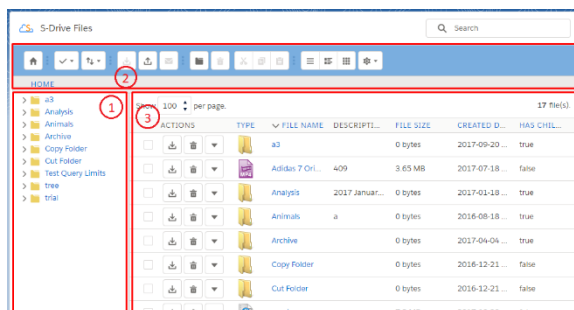 S-Drive Files
Search
2
HOME
1
a3
Analysis
Animals
Archive
Copy Folder
Cut Folder
Test Query Limits
tree
trial
3
Show 100 per page. 17 file(s).
ACTIONS TYPE FILE NAME DESCRIPTI... FILE SIZE CREATED D... HAS CHIL...
a3 0 bytes 2017-09-20 ... true
Adidas 7 Ori... 409 3.65 MB 2017-07-18 ... false
Analysis 2017 Januar... 0 bytes 2017-01-18 ... true
Animals a 0 bytes 2016-08-18 ... true
Archive 0 bytes 2017-04-04 ... true
Copy Folder 0 bytes 2016-12-21 ... false
Cut Folder 0 bytes 2016-12-21 ... false